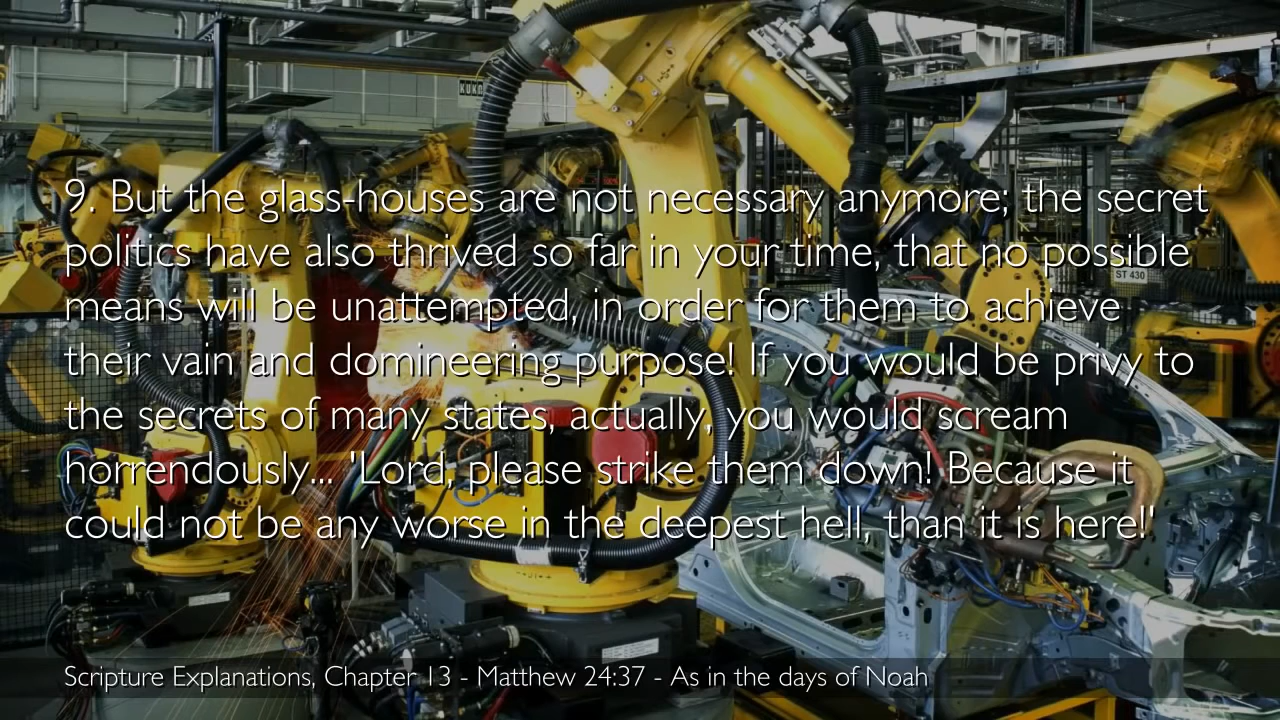 KUKA
9. But the glass-houses are not necessary anymore; the secret
politics have also thrived so far in your time, that no possible
means will be unattempted, in order for them to achieve
their vain and domineering purpose! If you would be privy to
the secrets of many states, actually, you would scream
horrendously... 'Lord, please strike them down! Because it
could not be any worse in the deepest hell, than it is here!'
ST 430
Scripture Explanations, Chapter 13 - Matthew 24:37 - As in the days of Noah